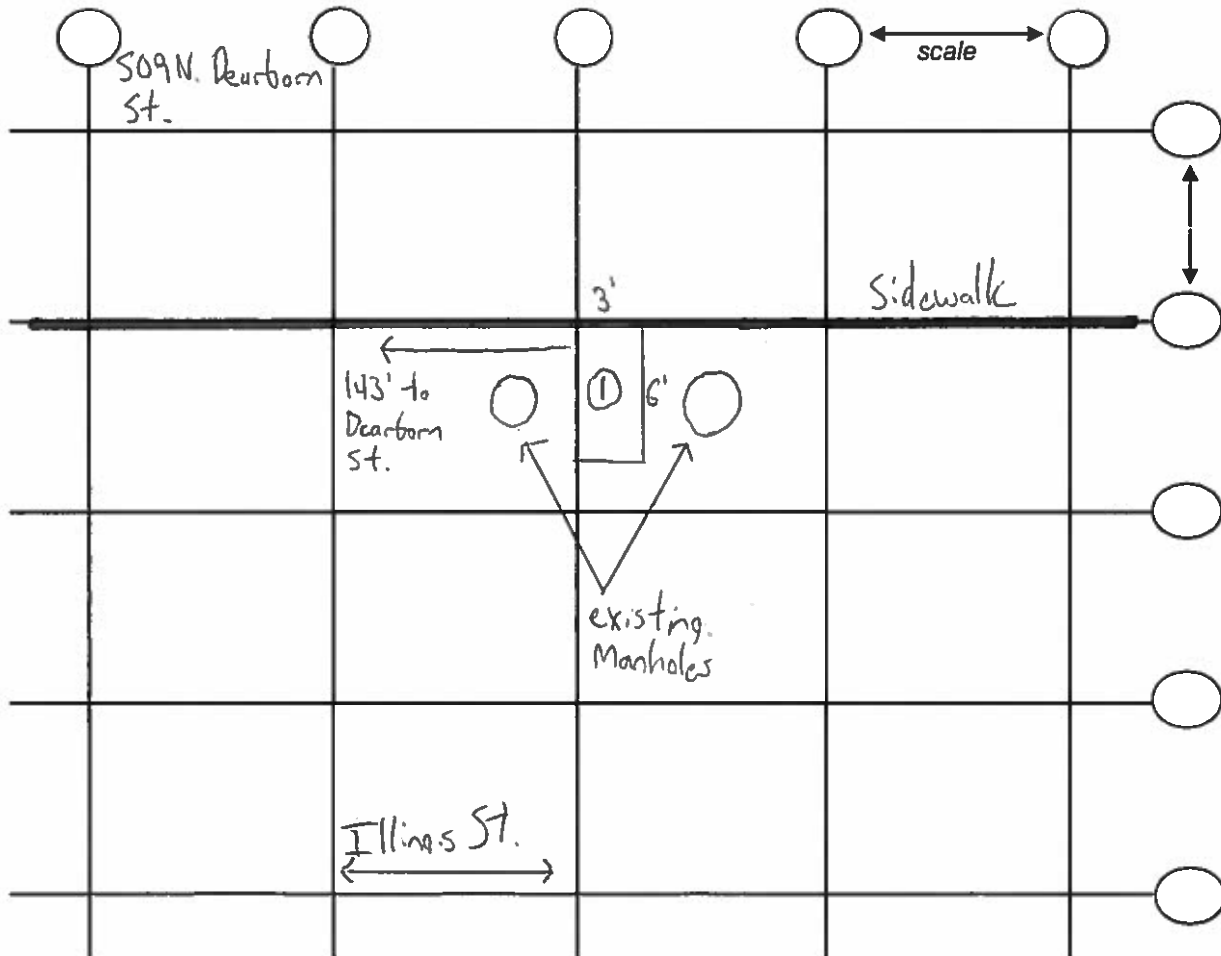 509 N. Dearborn
St.
scale
Sidewalk
3'
143' to
Dearborn
St.
1
6'
existing
Manholes
Illinois St.